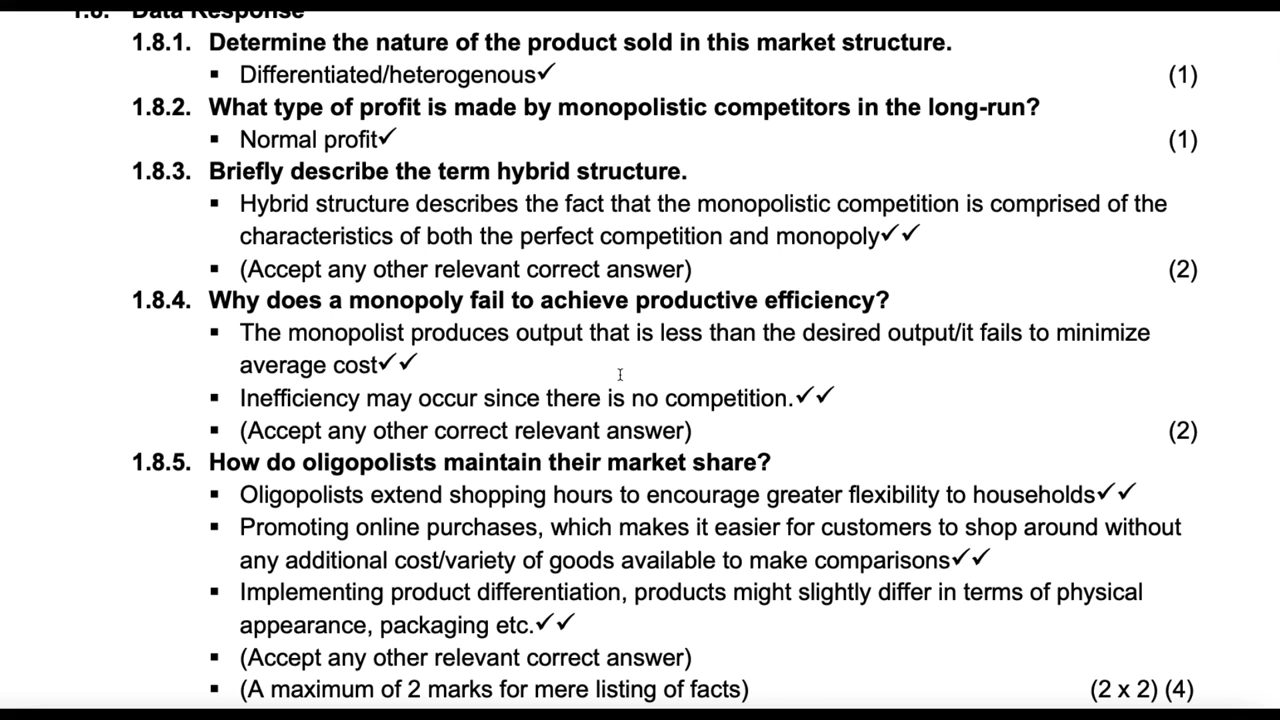 1.8. Data Response
1.8.1. Determine the nature of the product sold in this market structure.
▪ Differentiated/heterogenous✓ (1)
1.8.2. What type of profit is made by monopolistic competitors in the long-run?
▪ Normal profit✓ (1)
1.8.3. Briefly describe the term hybrid structure.
▪ Hybrid structure describes the fact that the monopolistic competition is comprised of the
characteristics of both the perfect competition and monopoly✓✓
▪ (Accept any other relevant correct answer) (2)
1.8.4. Why does a monopoly fail to achieve productive efficiency?
▪ The monopolist produces output that is less than the desired output/it fails to minimize
average cost✓✓
▪ Inefficiency may occur since there is no competition.✓✓
▪ (Accept any other correct relevant answer) (2)
1.8.5. How do oligopolists maintain their market share?
▪ Oligopolists extend shopping hours to encourage greater flexibility to households✓✓
▪ Promoting online purchases, which makes it easier for customers to shop around without
any additional cost/variety of goods available to make comparisons✓✓
▪ Implementing product differentiation, products might slightly differ in terms of physical
appearance, packaging etc.✓✓
▪ (Accept any other relevant correct answer)
▪ (A maximum of 2 marks for mere listing of facts) (2 x 2) (4)